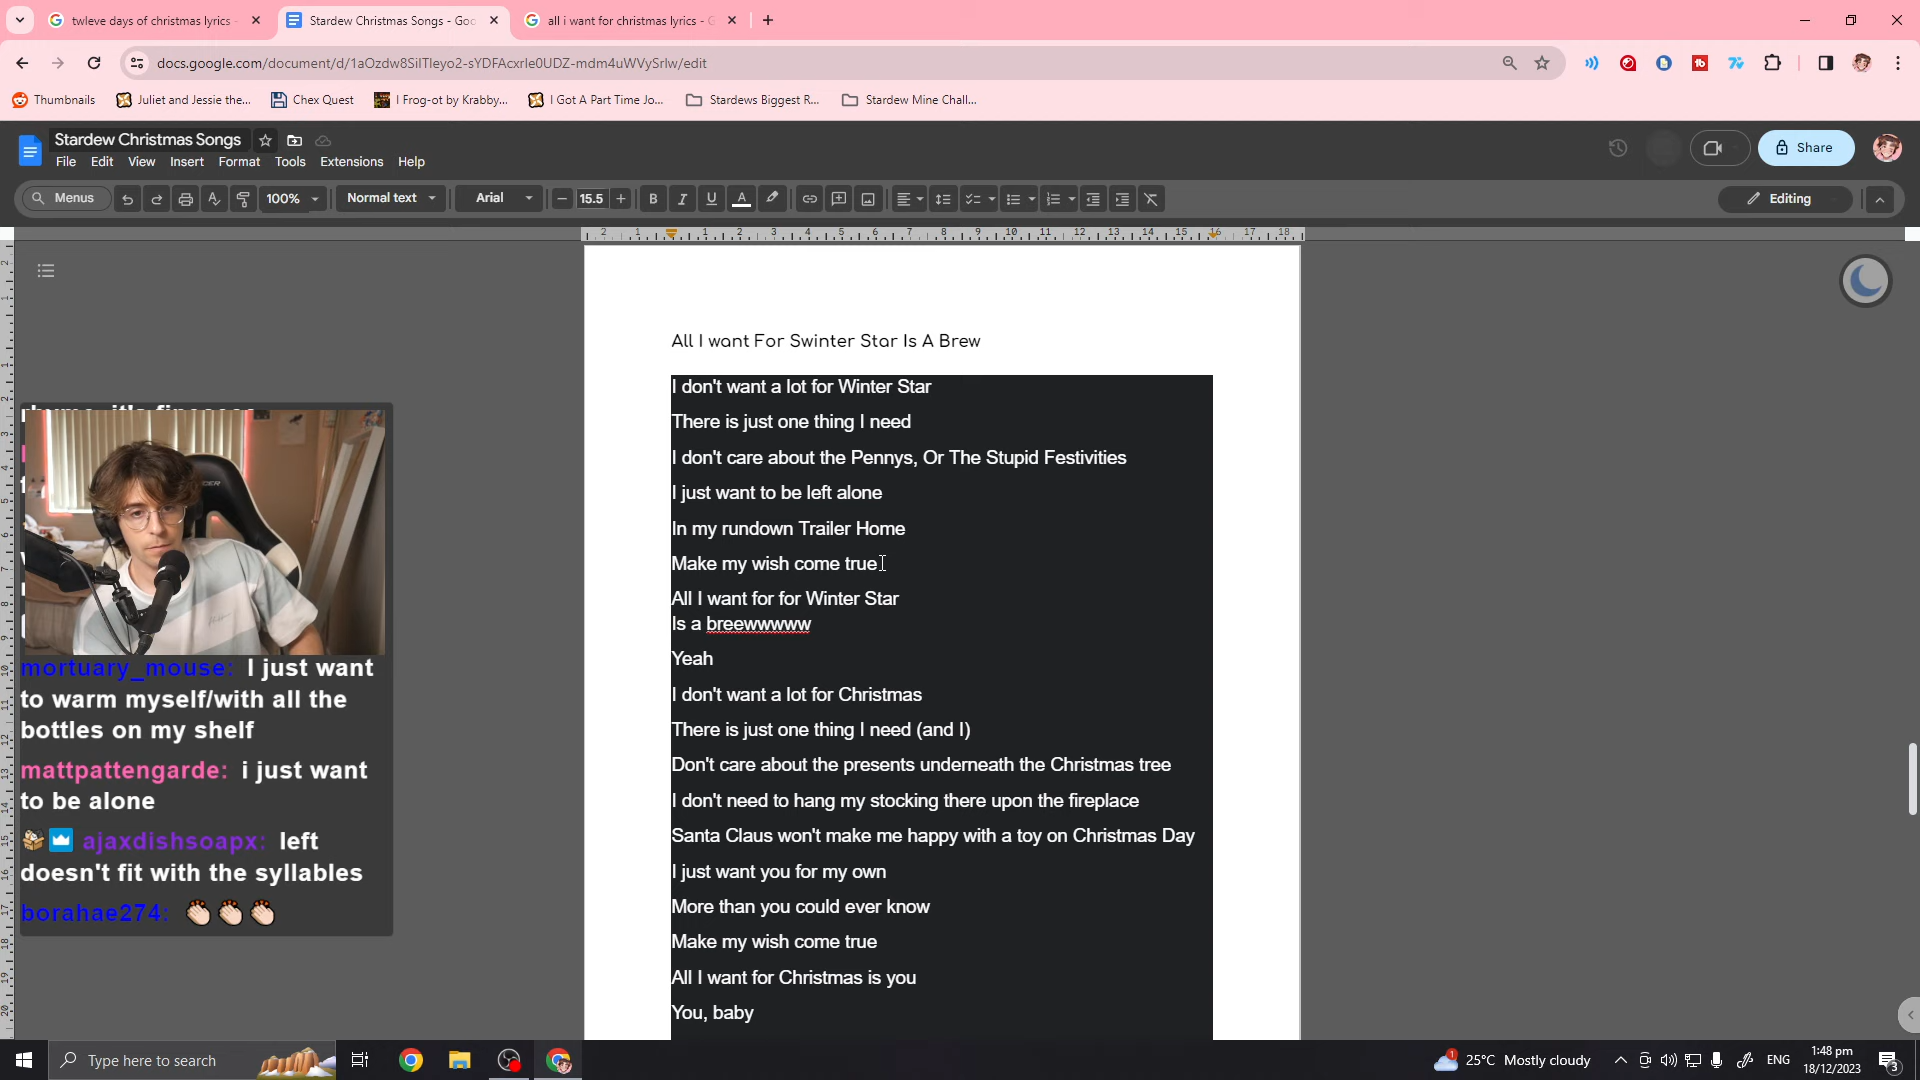 twleve days of christmas lyrics -
Stardew Christmas Songs - Goo
all i want for christmas lyrics - G
docs.google.com/document/d/1aOzdw8SilTleyo2-sYDFAcxrle0UDZ-mdm4uWVySrlw/edit
Thumbnails
Juliet and Jessie the...
Chex Quest
I Frog-ot by Krabby...
I Got A Part Time Jo...
Stardews Biggest R...
Stardew Mine Chall...
Stardew Christmas Songs
File Edit View Insert Format Tools Extensions Help
Share
Menus
100%
Normal text
Arial
15.5
Editing
All I want For Swinter Star Is A Brew
I don't want a lot for Winter Star
There is just one thing I need
I don't care about the Pennys, Or The Stupid Festivities
I just want to be left alone
In my rundown Trailer Home
Make my wish come true
All I want for for Winter Star
Is a breewwwww
Yeah
I don't want a lot for Christmas
There is just one thing I need (and I)
Don't care about the presents underneath the Christmas tree
I don't need to hang my stocking there upon the fireplace
Santa Claus won't make me happy with a toy on Christmas Day
I just want you for my own
More than you could ever know
Make my wish come true
All I want for Christmas is you
You, baby
mortuary_mouse: I just want
to warm myself/with all the
bottles on my shelf
mattpattengarde: i just want
to be alone
ajaxdishsoapx: left
doesn't fit with the syllables
borahae274: 👏🏻👏🏻👏🏻
Type here to search
25°C Mostly cloudy
ENG
1:48 pm
18/12/2023
3